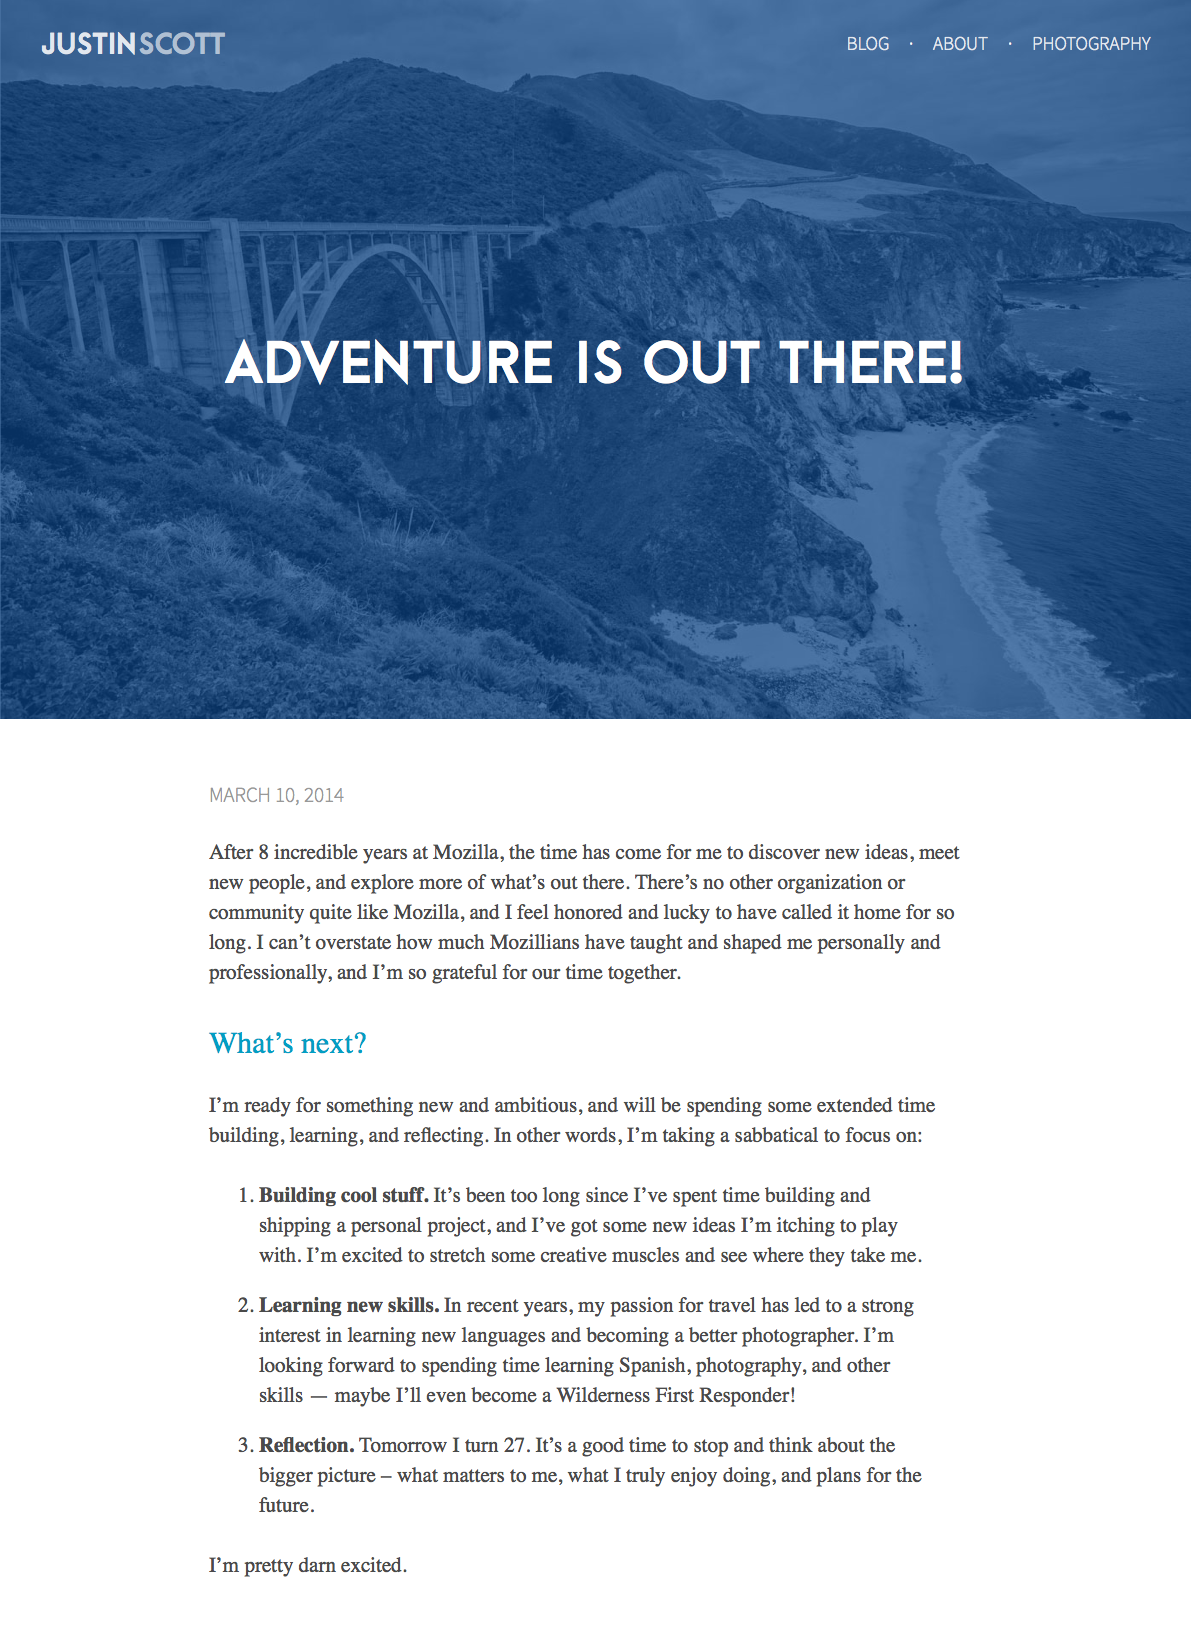 JUSTINSCOTT
BLOG · ABOUT · PHOTOGRAPHY
ADVENTURE IS OUT THERE!
MARCH 10, 2014
After 8 incredible years at Mozilla, the time has come for me to discover new ideas, meet
new people, and explore more of what’s out there. There’s no other organization or
community quite like Mozilla, and I feel honored and lucky to have called it home for so
long. I can’t overstate how much Mozillians have taught and shaped me personally and
professionally, and I’m so grateful for our time together.
What’s next?
I’m ready for something new and ambitious, and will be spending some extended time
building, learning, and reflecting. In other words, I’m taking a sabbatical to focus on:
1. Building cool stuff. It’s been too long since I’ve spent time building and
shipping a personal project, and I’ve got some new ideas I’m itching to play
with. I’m excited to stretch some creative muscles and see where they take me.
2. Learning new skills. In recent years, my passion for travel has led to a strong
interest in learning new languages and becoming a better photographer. I’m
looking forward to spending time learning Spanish, photography, and other
skills — maybe I’ll even become a Wilderness First Responder!
3. Reflection. Tomorrow I turn 27. It’s a good time to stop and think about the
bigger picture – what matters to me, what I truly enjoy doing, and plans for the
future.
I’m pretty darn excited.